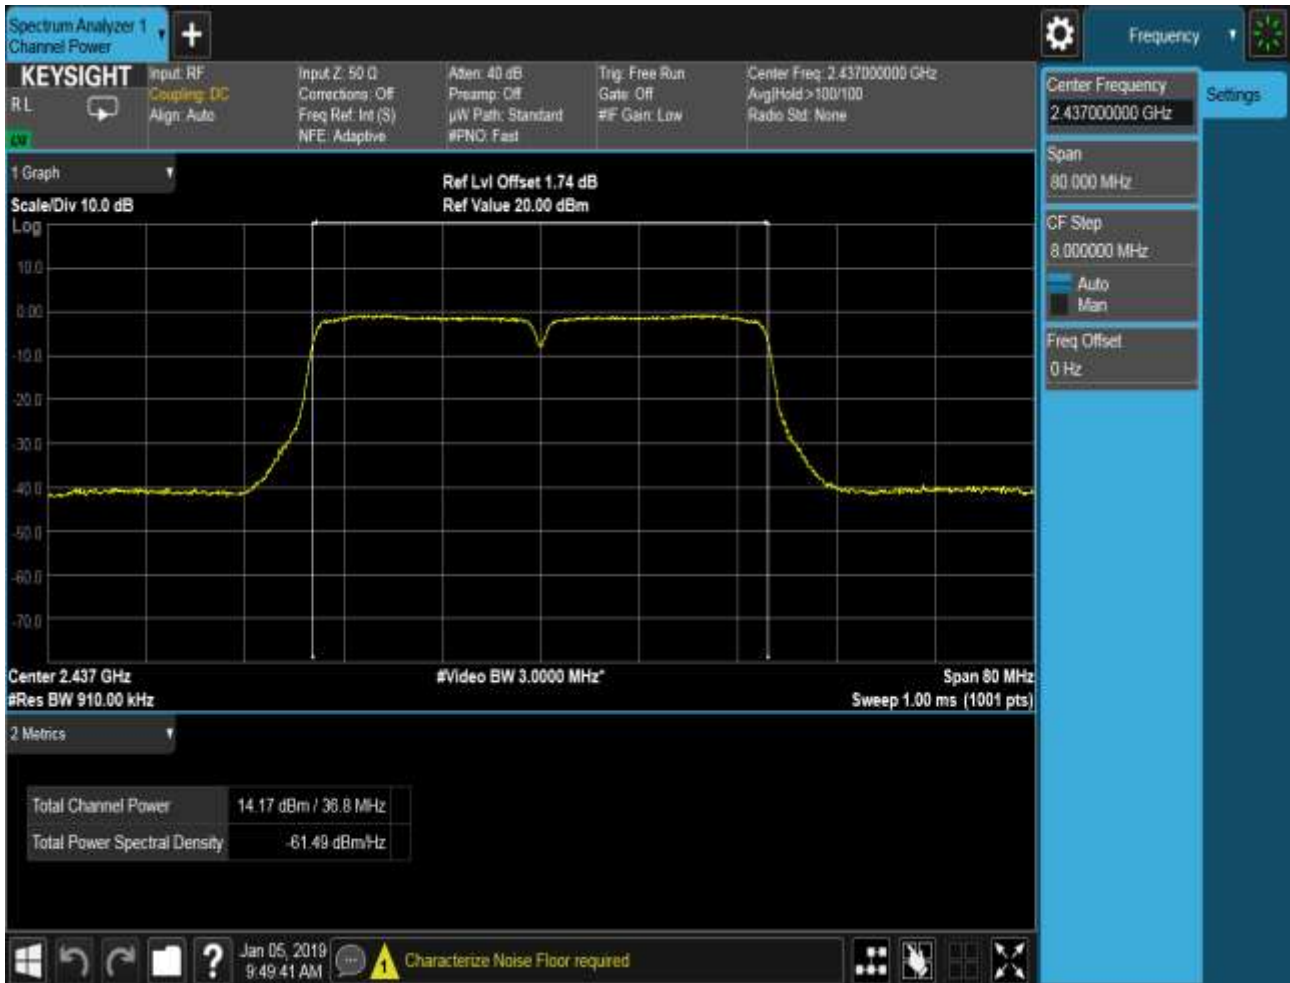 Spectrum Analyzer 1
Channel Power
+
Frequency
KEYSIGHT
RL
Input: RF
Coupling: DC
Align: Auto
Input Z: 50 Ω
Corrections: Off
Freq Ref: Int (S)
NFE: Adaptive
Atten: 40 dB
Preamp: Off
µW Path: Standard
#PNO: Fast
Trig: Free Run
Gate: Off
#IF Gain: Low
Center Freq: 2.437000000 GHz
Avg|Hold:>100/100
Radio Std: None
Center Frequency
2.437000000 GHz
Settings
Span
80.000 MHz
CF Step
8.000000 MHz
Auto
Man
Freq Offset
0 Hz
1 Graph
Scale/Div 10.0 dB
Ref Lvl Offset 1.74 dB
Ref Value 20.00 dBm
Log
10.0
0.00
-10.0
-20.0
-30.0
-40.0
-50.0
-60.0
-70.0
Center 2.437 GHz
#Res BW 910.00 kHz
#Video BW 3.0000 MHz*
Span 80 MHz
Sweep 1.00 ms (1001 pts)
2 Metrics
Total Channel Power 14.17 dBm / 36.8 MHz
Total Power Spectral Density -61.49 dBm/Hz
?
Jan 05, 2019
9:49:41 AM
1
Characterize Noise Floor required